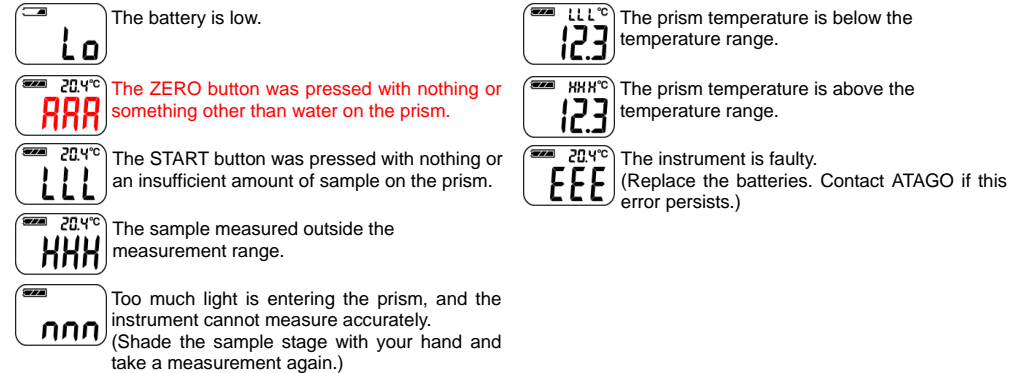 The battery is low.
Lo
20.4℃
The ZERO button was pressed with nothing or
something other than water on the prism.
AAA
20.4℃
The START button was pressed with nothing or
an insufficient amount of sample on the prism.
LLL
20.4℃
The sample measured outside the
measurement range.
HHH
Too much light is entering the prism, and the
instrument cannot measure accurately.
(Shade the sample stage with your hand and
take a measurement again.)
nnn
LLL℃
The prism temperature is below the
temperature range.
12.3
HHH℃
The prism temperature is above the
temperature range.
12.3
20.4℃
The instrument is faulty.
(Replace the batteries. Contact ATAGO if this
error persists.)
EEE